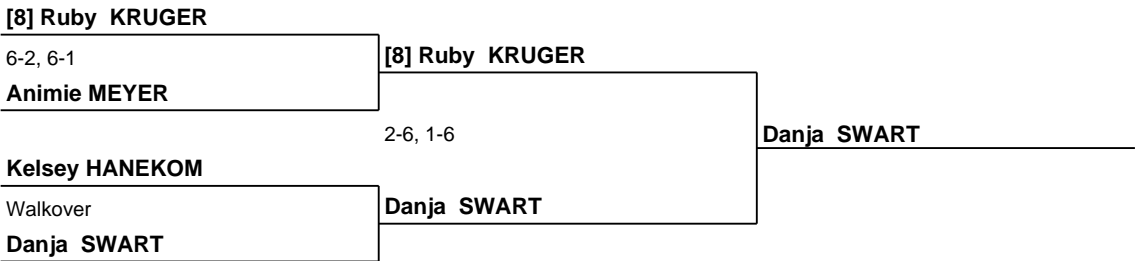 [8] Ruby KRUGER
6-2, 6-1
[8] Ruby KRUGER
Animie MEYER
2-6, 1-6
Danja SWART
Kelsey HANEKOM
Walkover
Danja SWART
Danja SWART